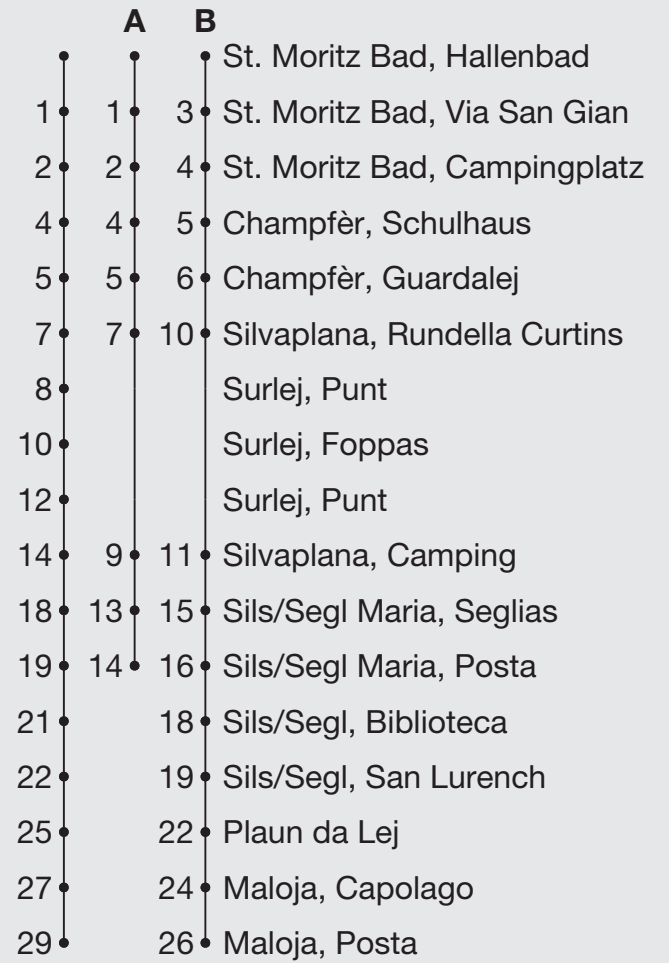 A B
St. Moritz Bad, Hallenbad
1 1 3 St. Moritz Bad, Via San Gian
2 2 4 St. Moritz Bad, Campingplatz
4 4 5 Champfèr, Schulhaus
5 5 6 Champfèr, Guardalej
7 7 10 Silvaplana, Rundella Curtins
8 Surlej, Punt
10 Surlej, Foppas
12 Surlej, Punt
14 9 11 Silvaplana, Camping
18 13 15 Sils/Segl Maria, Seglias
19 14 16 Sils/Segl Maria, Posta
21 18 Sils/Segl, Biblioteca
22 19 Sils/Segl, San Lurench
25 22 Plaun da Lej
27 24 Maloja, Capolago
29 26 Maloja, Posta